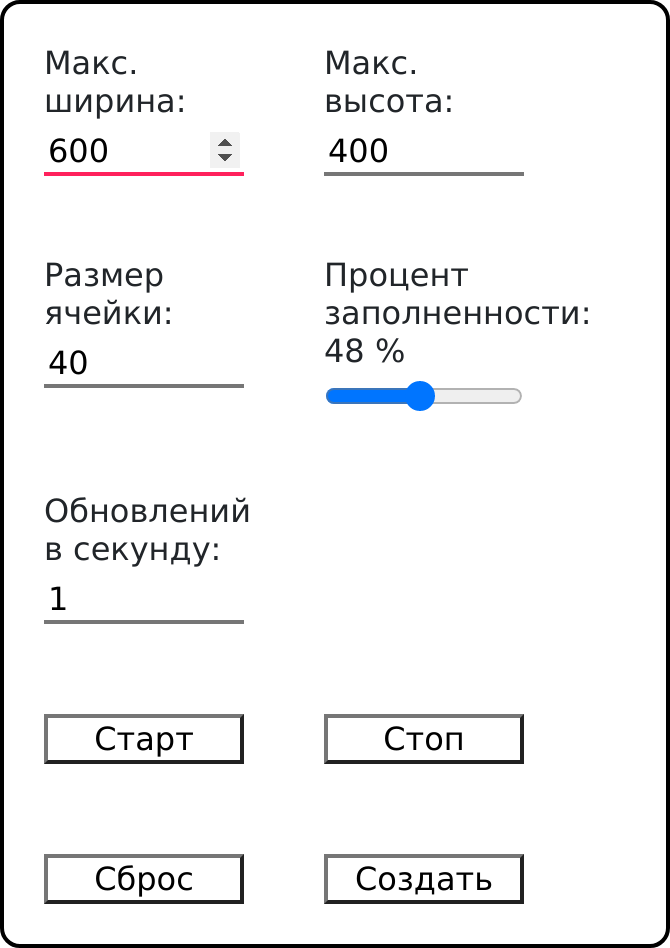 Макс.
ширина:
600
Макс.
высота:
400
Размер
ячейки:
40
Процент
заполненности:
48 %
Обновлений
в секунду:
1
Старт
Стоп
Сброс
Создать